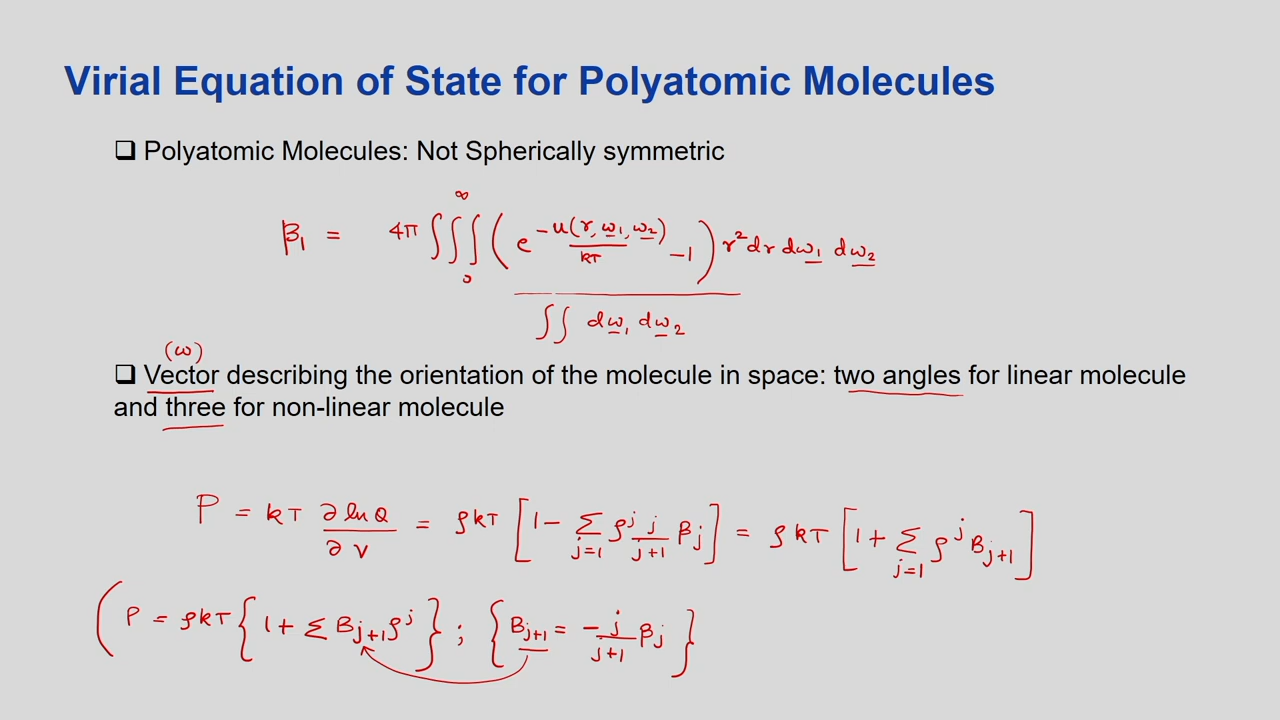 Virial Equation of State for Polyatomic Molecules
❑ Polyatomic Molecules: Not Spherically symmetric
β₁ = 4π ∫∫∫₀^∞ ( e^(-u(r, ω₁, ω₂)/kT) - 1 ) r² dr dω₁ dω₂
∫∫ dω₁ dω₂
(ω)
❑ Vector describing the orientation of the molecule in space: two angles for linear molecule
and three for non-linear molecule
P = kT ∂ ln Q / ∂ V = ρkT [ 1 - Σ_{j=1} ρ^j j/(j+1) β_j ] = ρkT [ 1 + Σ_{j=1} ρ^j B_{j+1} ]
( P = ρkT { 1 + Σ B_{j+1} ρ^j } ; { B_{j+1} = - j/(j+1) β_j }